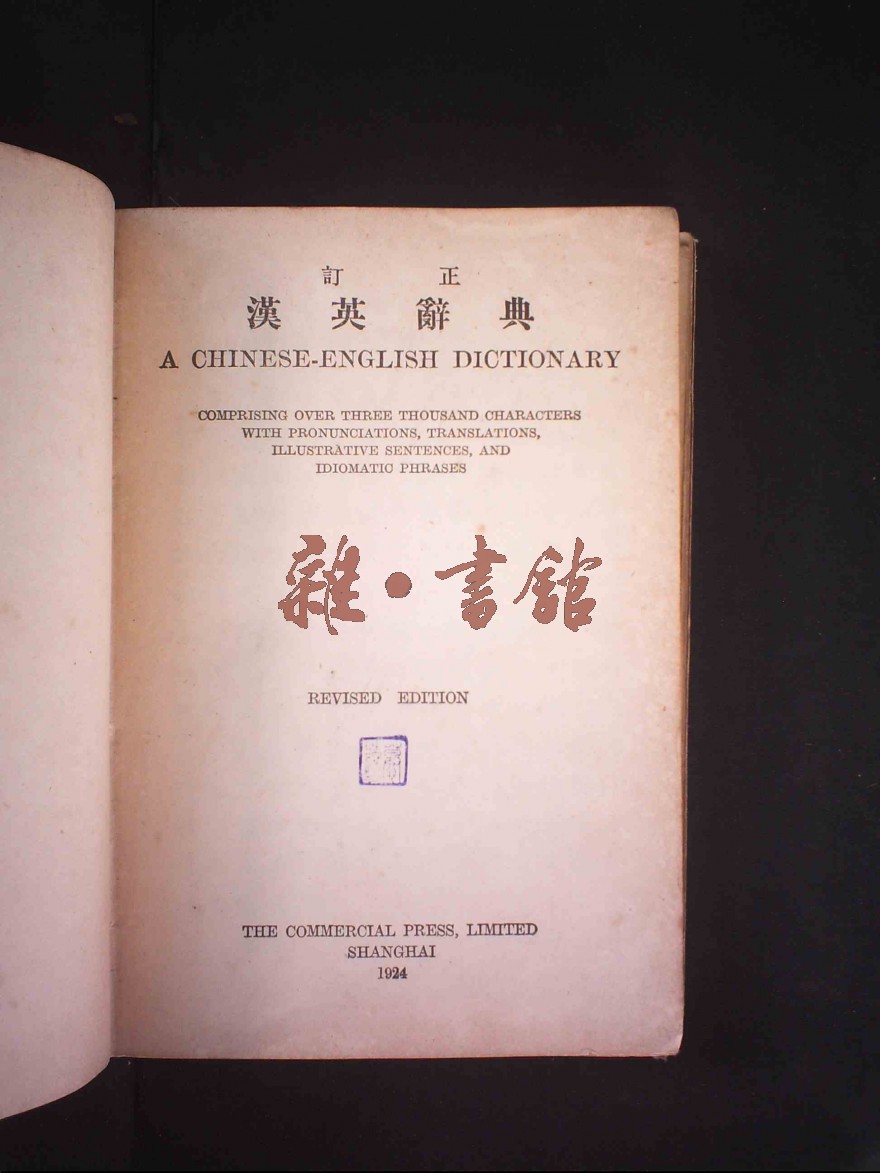 訂正
漢英辭典
A CHINESE-ENGLISH DICTIONARY
COMPRISING OVER THREE THOUSAND CHARACTERS
WITH PRONUNCIATIONS, TRANSLATIONS,
ILLUSTRATIVE SENTENCES, AND
IDIOMATIC PHRASES
雜·書館
REVISED EDITION
THE COMMERCIAL PRESS, LIMITED
SHANGHAI
1924